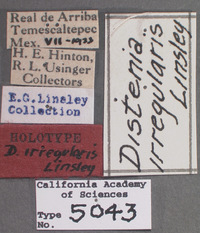 Real de Arriba
Temescaltepec
Mex. VII-1933
H. E. Hinton,
R. L. Usinger
Collectors
E.G. Linsley
Collection
HOLOTYPE
D. irregularis
Linsley
California Academy
of Sciences
Type
No. 5043
Distenia
irregularis
Linsley